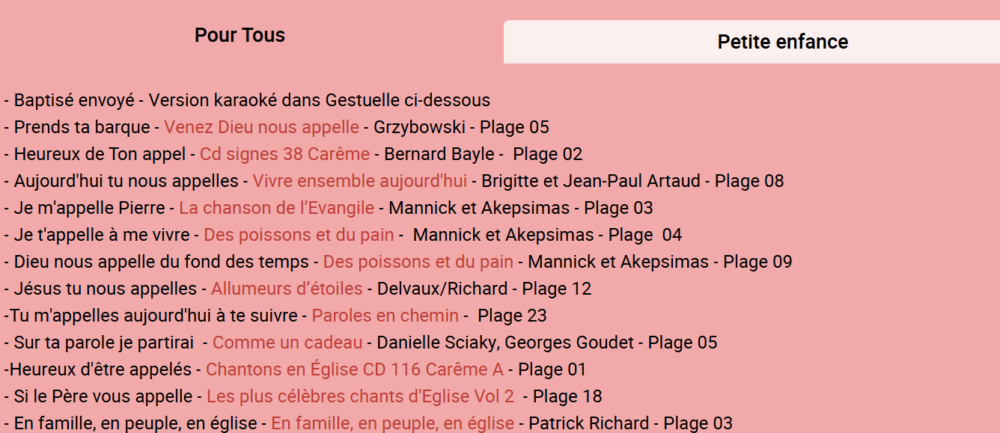 Pour Tous
Petite enfance
- Baptisé envoyé - Version karaoké dans Gestuelle ci-dessous
- Prends ta barque - Venez Dieu nous appelle - Grzybowski - Plage 05
- Heureux de Ton appel - Cd signes 38 Carême - Bernard Bayle -  Plage 02
- Aujourd'hui tu nous appelles - Vivre ensemble aujourd'hui - Brigitte et Jean-Paul Artaud - Plage 08
- Je m'appelle Pierre - La chanson de l’Evangile - Mannick et Akepsimas - Plage 03
- Je t'appelle à me vivre - Des poissons et du pain -  Mannick et Akepsimas - Plage  04
- Dieu nous appelle du fond des temps - Des poissons et du pain - Mannick et Akepsimas - Plage 09
- Jésus tu nous appelles - Allumeurs d’étoiles - Delvaux/Richard - Plage 12
-Tu m'appelles aujourd'hui à te suivre - Paroles en chemin -  Plage 23
- Sur ta parole je partirai  - Comme un cadeau - Danielle Sciaky, Georges Goudet - Plage 05
-Heureux d'être appelés - Chantons en Église CD 116 Carême A - Plage 01
- Si le Père vous appelle - Les plus célèbres chants d'Eglise Vol 2  - Plage 18
- En famille, en peuple, en église - En famille, en peuple, en église - Patrick Richard - Plage 03